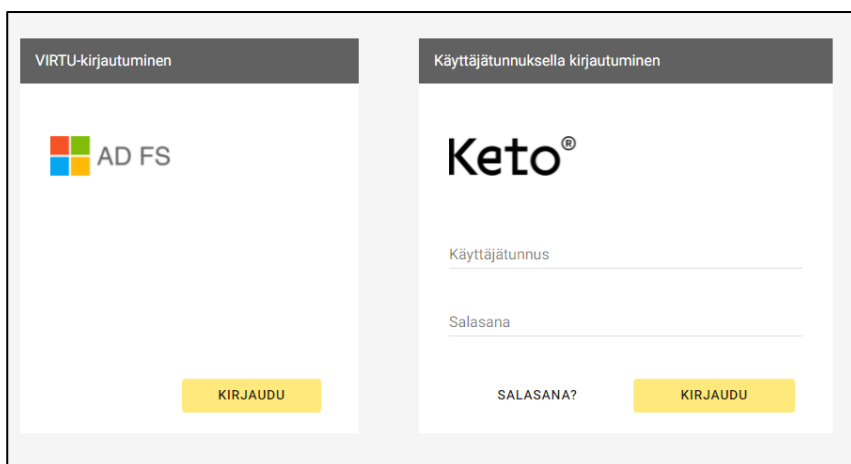 VIRTU-kirjautuminen
AD FS
KIRJAUDU
Käyttäjätunnuksella kirjautuminen
Keto®
Käyttäjätunnus
Salasana
SALASANA? KIRJAUDU